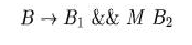 B → B₁ && M B₂